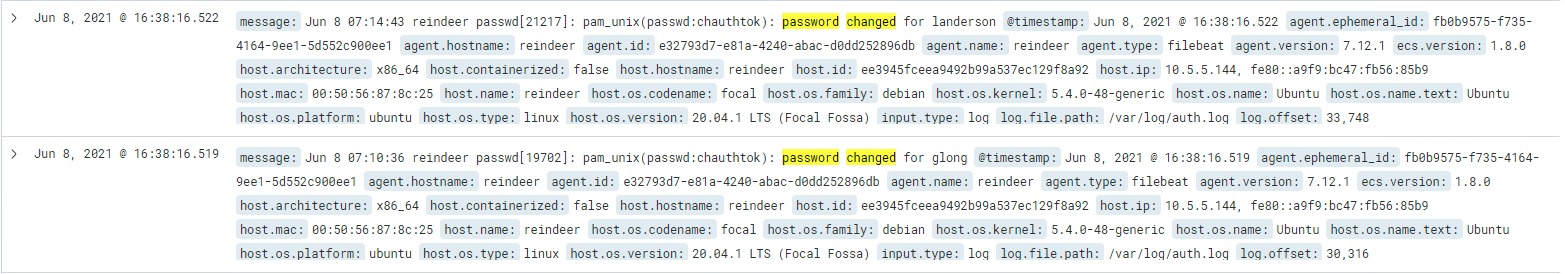 Jun 8, 2021 @ 16:38:16.522 message: Jun 8 07:14:43 reindeer passwd[21217]: pam_unix(passwd:chauthtok): password changed for landerson @timestamp: Jun 8, 2021 @ 16:38:16.522 agent.ephemeral_id: fb0b9575-f735-
4164-9ee1-5d552c900ee1 agent.hostname: reindeer agent.id: e32793d7-e81a-4240-abac-d0dd252896db agent.name: reindeer agent.type: filebeat agent.version: 7.12.1 ecs.version: 1.8.0
host.architecture: x86_64 host.containerized: false host.hostname: reindeer host.id: ee3945fceea9492b99a537ec129f8a92 host.ip: 10.5.5.144, fe80::a9f9:bc47:fb56:85b9
host.mac: 00:50:56:87:8c:25 host.name: reindeer host.os.codename: focal host.os.family: debian host.os.kernel: 5.4.0-48-generic host.os.name: Ubuntu host.os.name.text: Ubuntu
host.os.platform: ubuntu host.os.type: linux host.os.version: 20.04.1 LTS (Focal Fossa) input.type: log log.file.path: /var/log/auth.log log.offset: 33,748
Jun 8, 2021 @ 16:38:16.519 message: Jun 8 07:10:36 reindeer passwd[19702]: pam_unix(passwd:chauthtok): password changed for glong @timestamp: Jun 8, 2021 @ 16:38:16.519 agent.ephemeral_id: fb0b9575-f735-4164-
9ee1-5d552c900ee1 agent.hostname: reindeer agent.id: e32793d7-e81a-4240-abac-d0dd252896db agent.name: reindeer agent.type: filebeat agent.version: 7.12.1 ecs.version: 1.8.0
host.architecture: x86_64 host.containerized: false host.hostname: reindeer host.id: ee3945fceea9492b99a537ec129f8a92 host.ip: 10.5.5.144, fe80::a9f9:bc47:fb56:85b9
host.mac: 00:50:56:87:8c:25 host.name: reindeer host.os.codename: focal host.os.family: debian host.os.kernel: 5.4.0-48-generic host.os.name: Ubuntu host.os.name.text: Ubuntu
host.os.platform: ubuntu host.os.type: linux host.os.version: 20.04.1 LTS (Focal Fossa) input.type: log log.file.path: /var/log/auth.log log.offset: 30,316